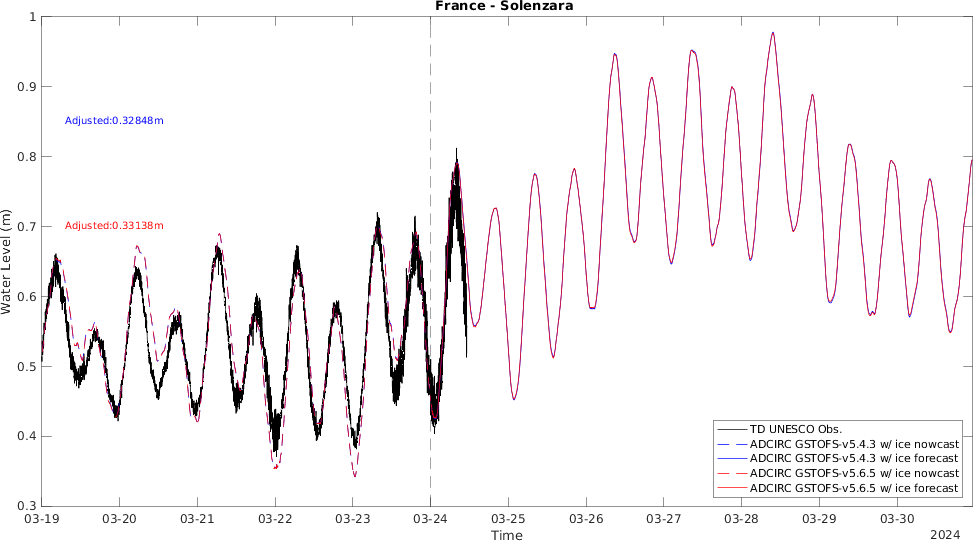 France - Solenzara
1
0.9
0.8
0.7
0.6
0.5
0.4
0.3
Water Level (m)
Adjusted:0.32848m
Adjusted:0.33138m
TD UNESCO Obs.
ADCIRC GSTOFS-v5.4.3 w/ ice nowcast
ADCIRC GSTOFS-v5.4.3 w/ ice forecast
ADCIRC GSTOFS-v5.6.5 w/ ice nowcast
ADCIRC GSTOFS-v5.6.5 w/ ice forecast
03-19 03-20 03-21 03-22 03-23 03-24 03-25 03-26 03-27 03-28 03-29 03-30
Time
2024